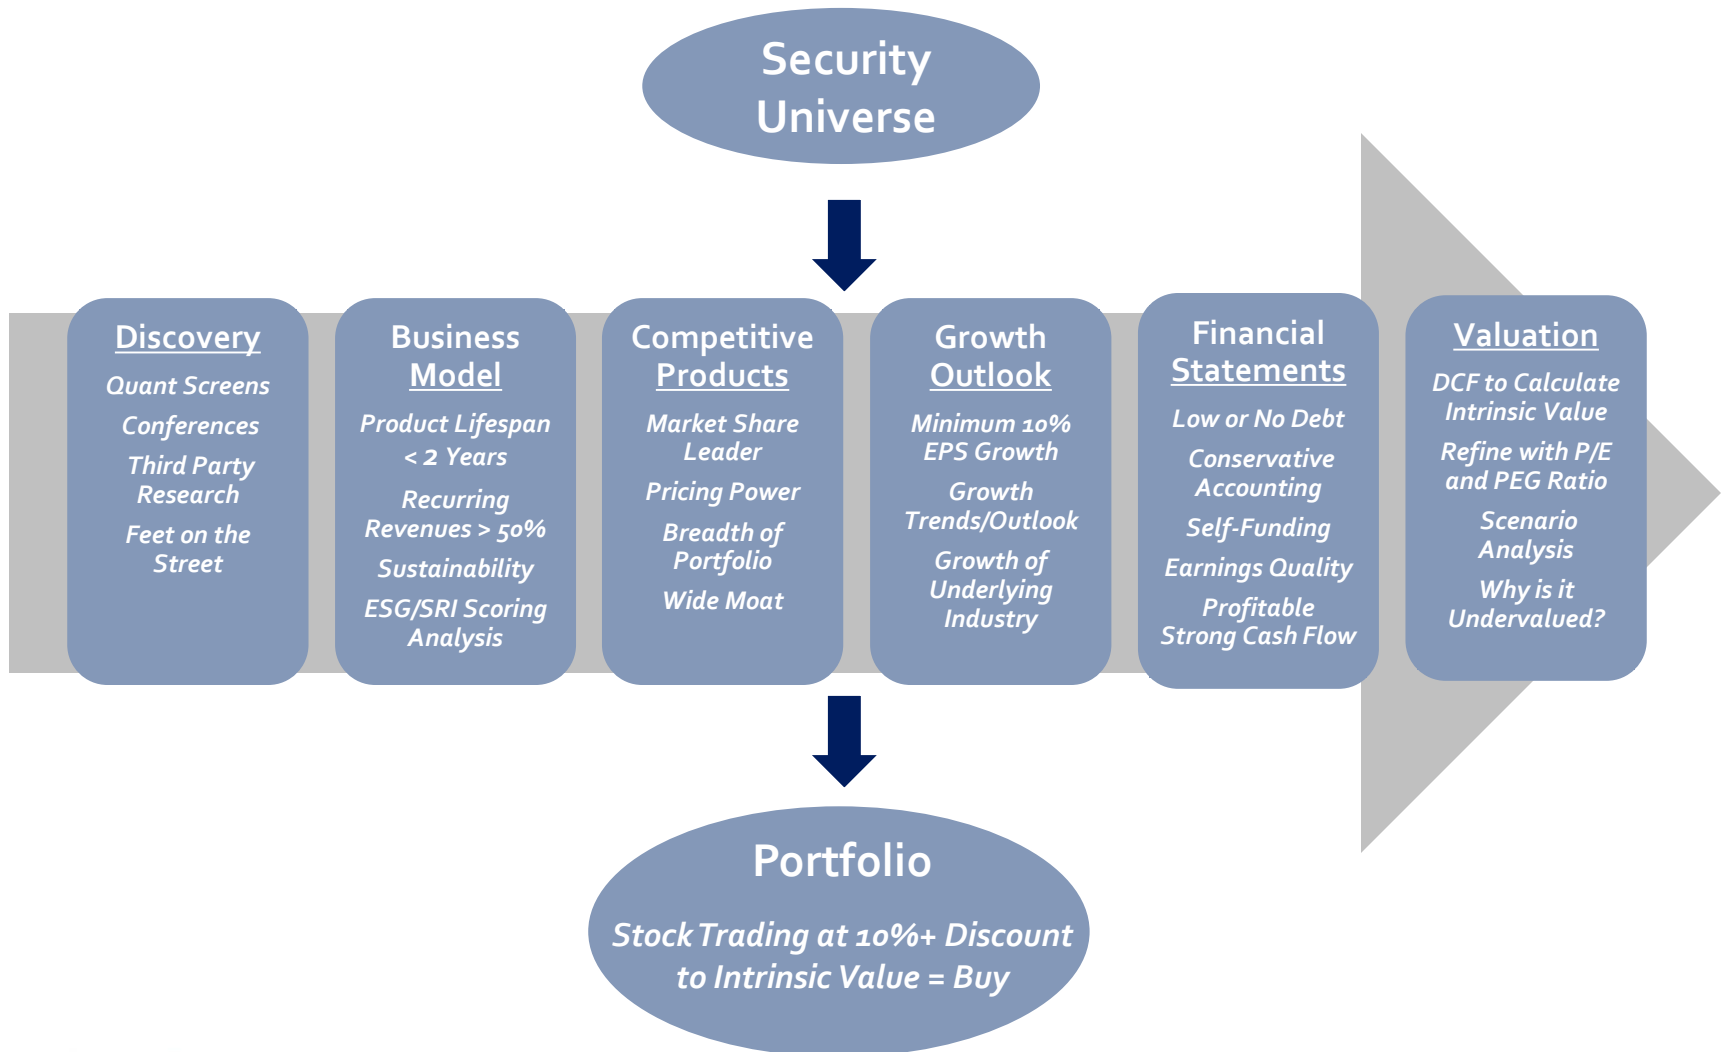 Security
Universe
Discovery
Quant Screens
Conferences
Third Party
Research
Feet on the
Street
Business
Model
Product Lifespan
< 2 Years
Recurring
Revenues > 50%
Sustainability
ESG/SRI Scoring
Analysis
Competitive
Products
Market Share
Leader
Pricing Power
Breadth of
Portfolio
Wide Moat
Growth
Outlook
Minimum 10%
EPS Growth
Growth
Trends/Outlook
Growth of
Underlying
Industry
Financial
Statements
Low or No Debt
Conservative
Accounting
Self-Funding
Earnings Quality
Profitable
Strong Cash Flow
Valuation
DCF to Calculate
Intrinsic Value
Refine with P/E
and PEG Ratio
Scenario
Analysis
Why is it
Undervalued?
Portfolio
Stock Trading at 10%+ Discount
to Intrinsic Value = Buy